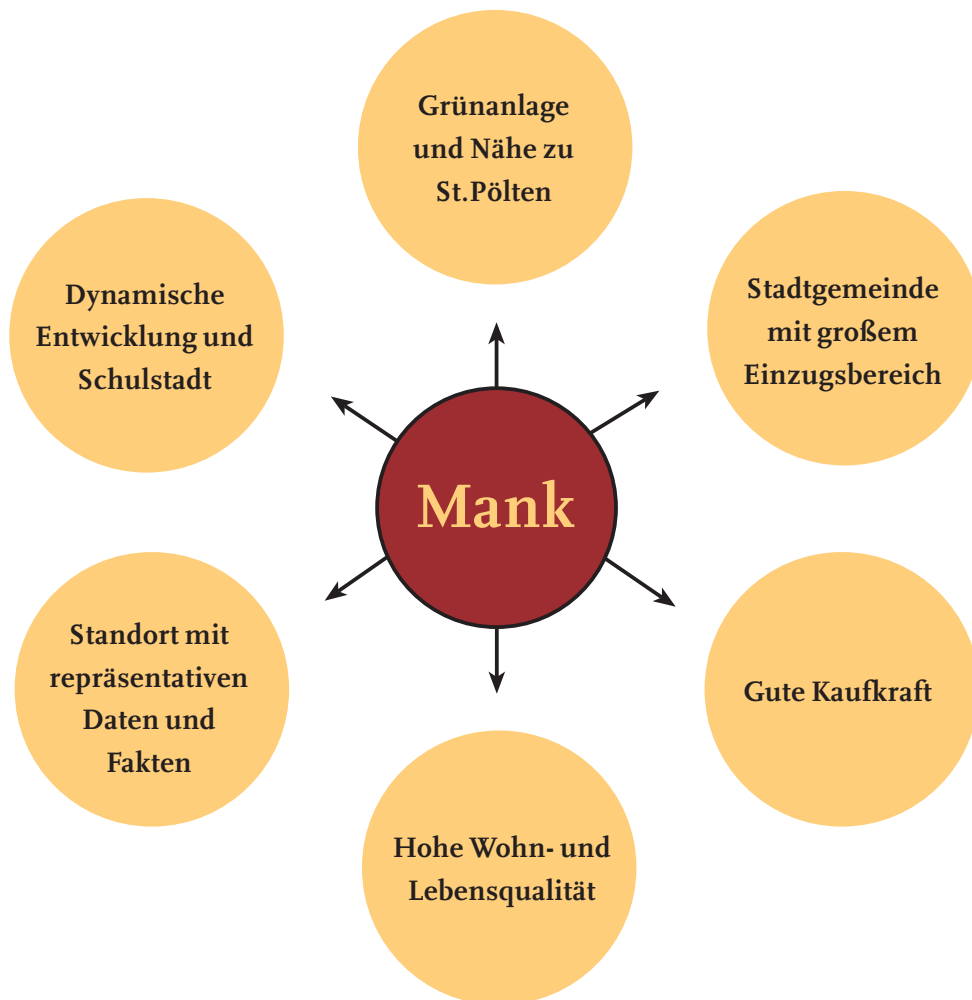 Grünanlage
und Nähe zu
St.Pölten
Dynamische
Entwicklung und
Schulstadt
Stadtgemeinde
mit großem
Einzugsbereich
Mank
Standort mit
repräsentativen
Daten und
Fakten
Gute Kaufkraft
Hohe Wohn- und
Lebensqualität